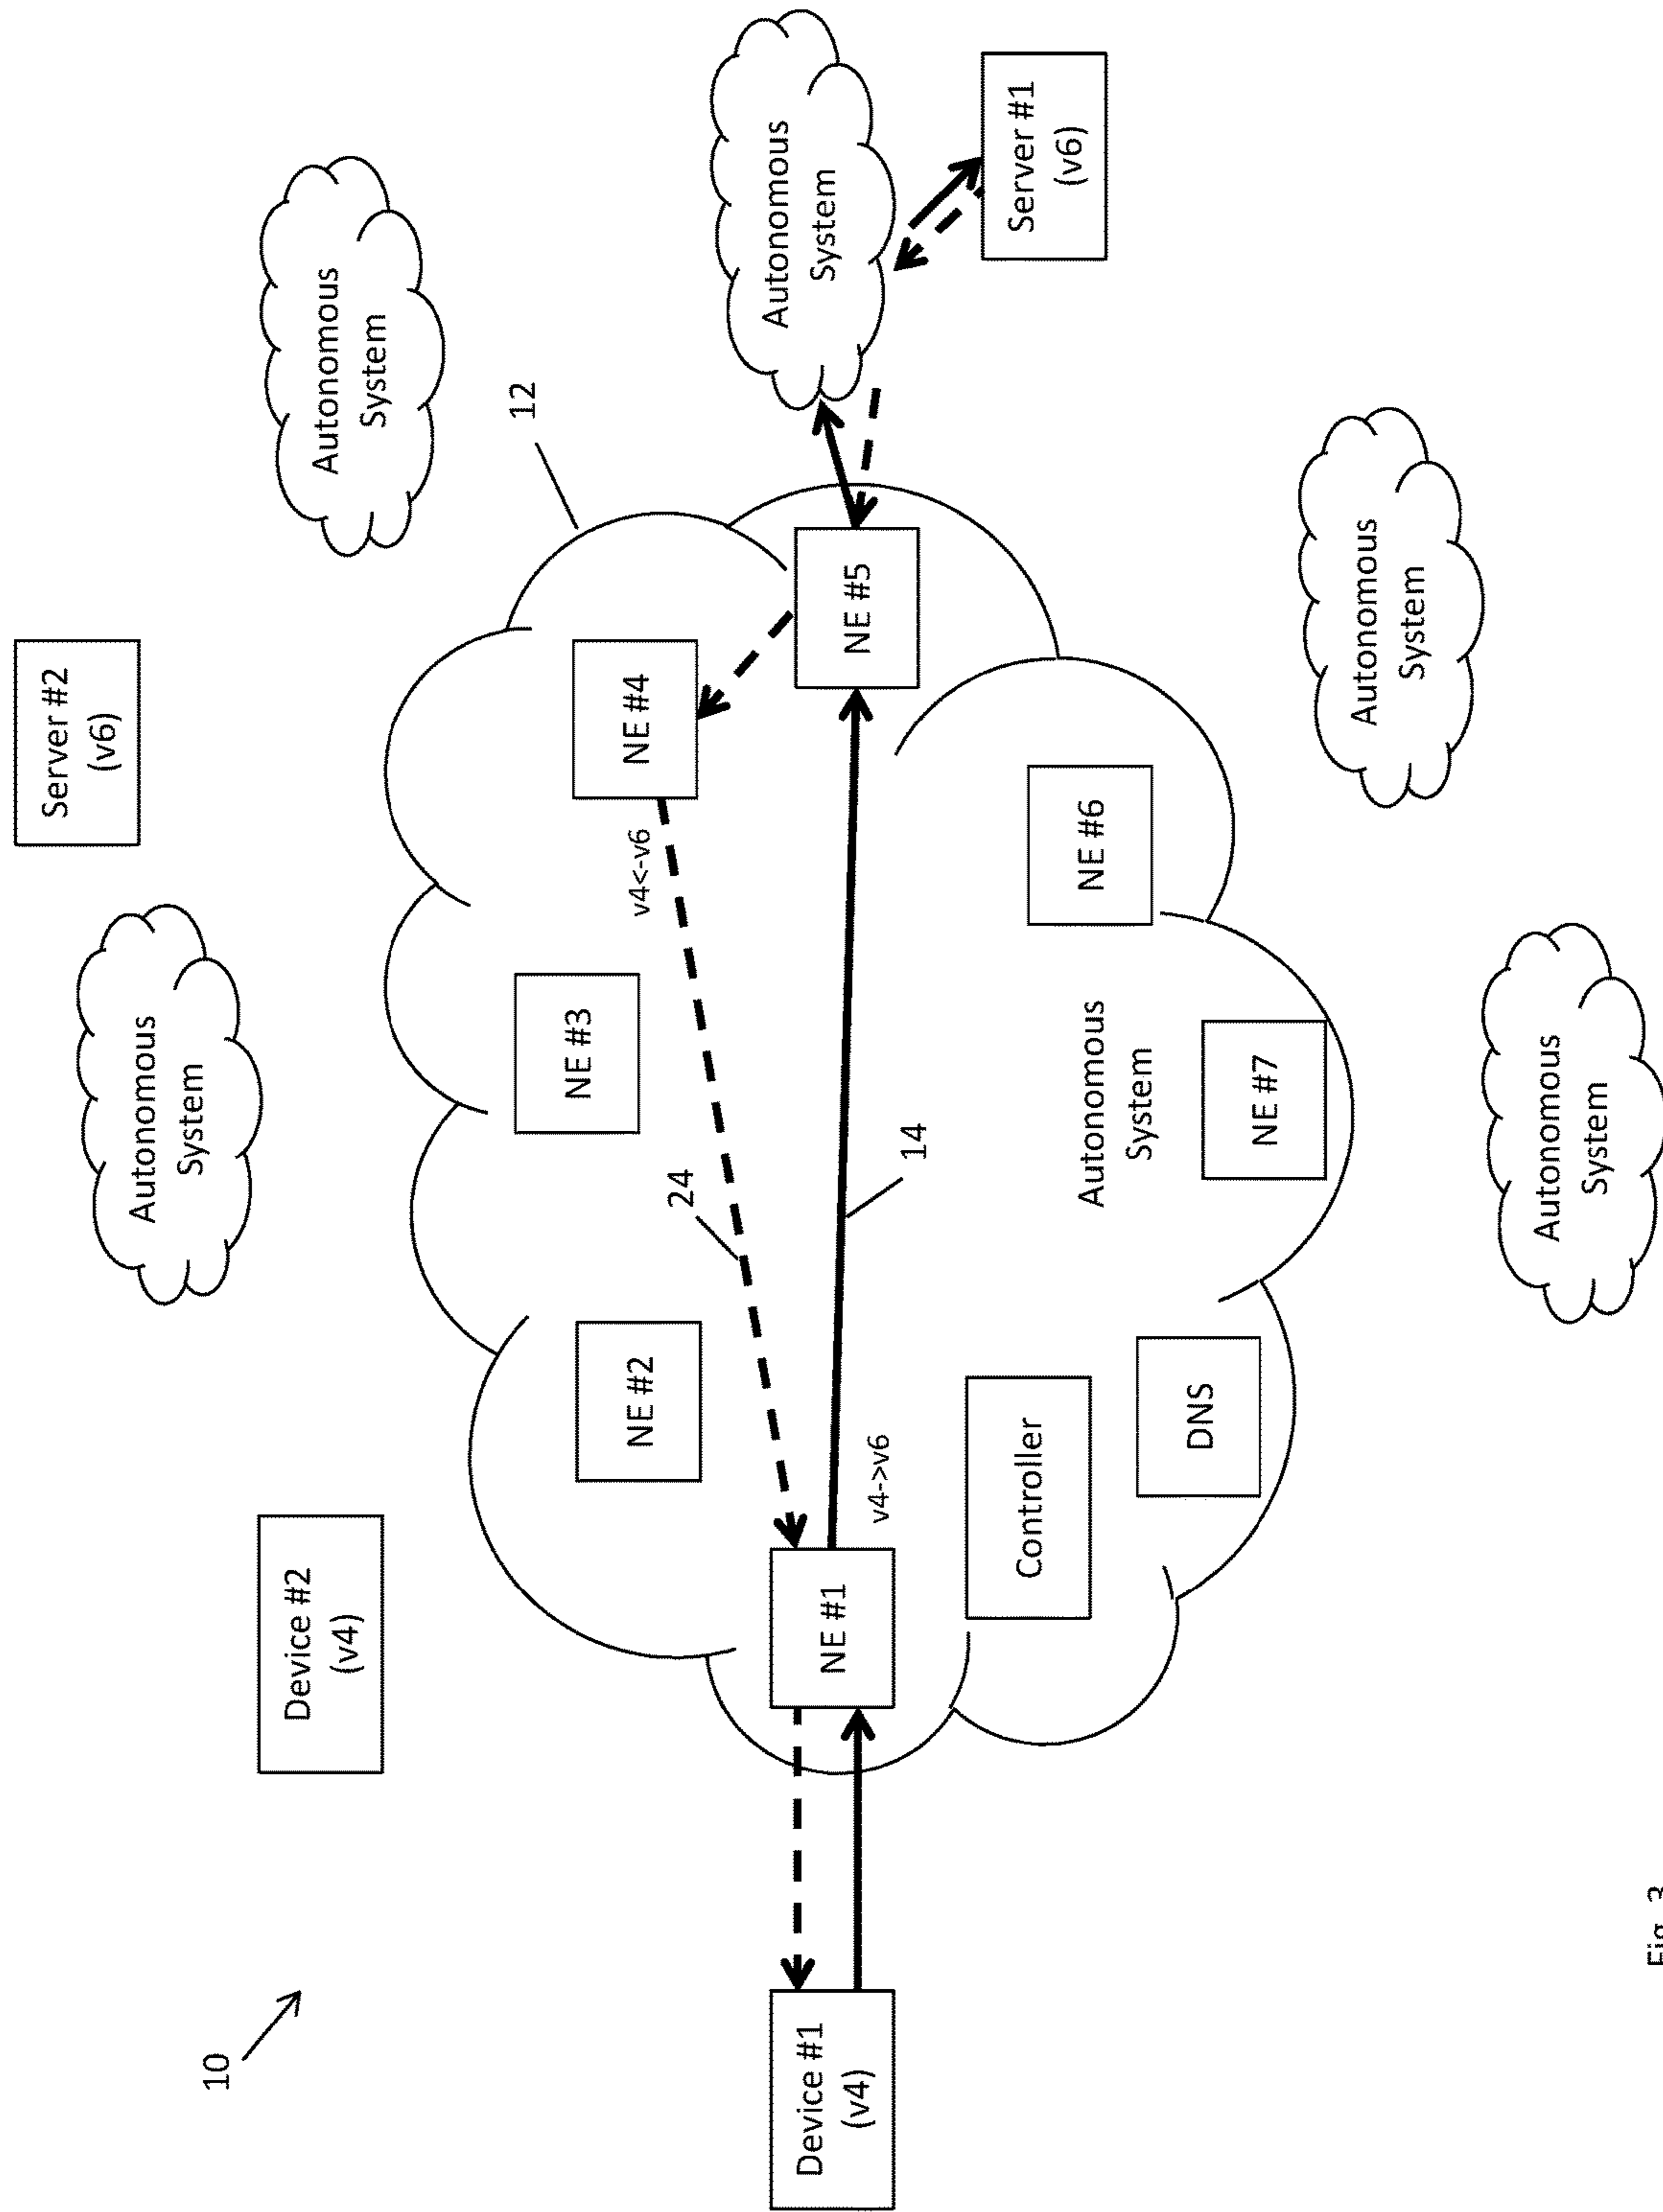 10
Device #1
(v4)
Device #2
(v4)
Server #2
(v6)
Autonomous
System
Autonomous
System
12
NE #1
NE #2
NE #3
NE #4
NE #5
v4<-v6
24
14
v4->v6
Controller
DNS
Autonomous
System
NE #7
NE #6
Autonomous
System
Server #1
(v6)
Autonomous
System
Autonomous
System
Fig. 3